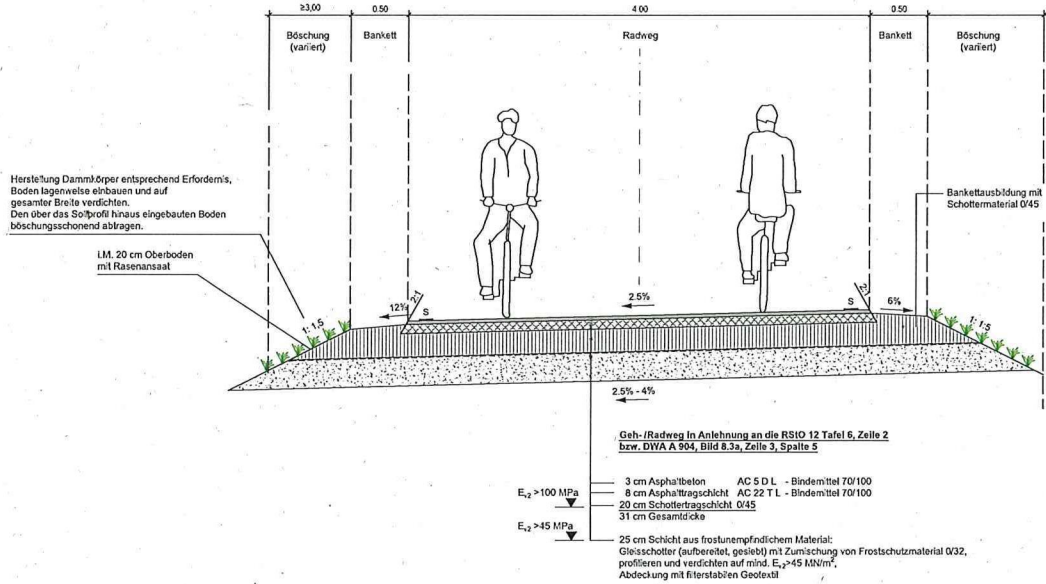 ≥3,00 0.50 4 00 0.50
Böschung (variiert) Bankett Radweg Bankett Böschung (variiert)
Herstellung Dammkörper entsprechend Erfordernis,
Boden lagenweise einbauen und auf
gesamter Breite verdichten.
Den über das Sollprofil hinaus eingebauten Boden
böschungsschonend abtragen.
Bankettausbildung mit
Schottermaterial 0/45
i.M. 20 cm Oberboden
mit Rasenansaat
1: 1,5 12% 2:1 S 2.5% S 2:1 6% 1: 1:5
2.5% - 4%
Geh- /Radweg in Anlehnung an die RStO 12 Tafel 6, Zeile 2
bzw. DWA A 904, Bild 8.3a, Zeile 3, Spalte 5
3 cm Asphaltbeton AC 5 D L - Bindemittel 70/100
Ev2 >100 MPa 8 cm Asphalttragschicht AC 22 T L - Bindemittel 70/100
20 cm Schottertragschicht 0/45
31 cm Gesamtdicke
Ev2 >45 MPa
25 cm Schicht aus frostunempfindlichem Material:
Gleisschotter (aufbereitet, gesiebt) mit Zumischung von Frostschutzmaterial 0/32,
profilieren und verdichten auf mind. Ev2>45 MN/m²,
Abdeckung mit filterstabilen Geotextil